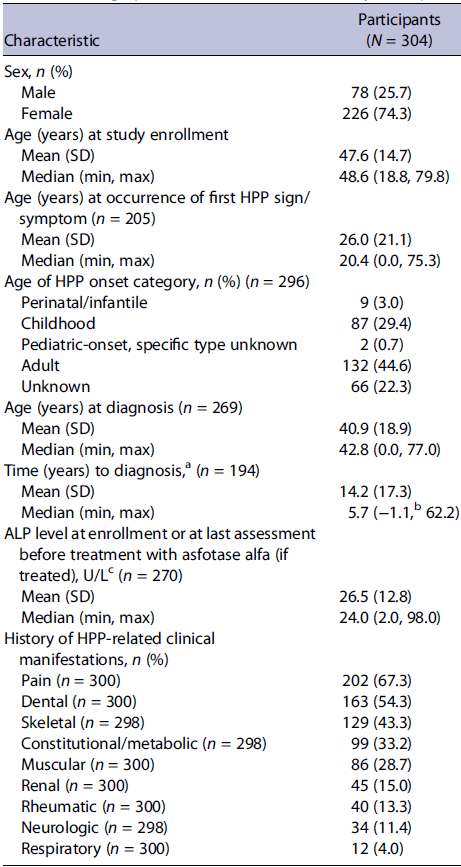 Participants
Characteristic (N = 304)
Sex, n (%)
Male 78 (25.7)
Female 226 (74.3)
Age (years) at study enrollment
Mean (SD) 47.6 (14.7)
Median (min, max) 48.6 (18.8, 79.8)
Age (years) at occurrence of first HPP sign/
symptom (n = 205)
Mean (SD) 26.0 (21.1)
Median (min, max) 20.4 (0.0, 75.3)
Age of HPP onset category, n (%) (n = 296)
Perinatal/infantile 9 (3.0)
Childhood 87 (29.4)
Pediatric-onset, specific type unknown 2 (0.7)
Adult 132 (44.6)
Unknown 66 (22.3)
Age (years) at diagnosis (n = 269)
Mean (SD) 40.9 (18.9)
Median (min, max) 42.8 (0.0, 77.0)
Time (years) to diagnosis,a (n = 194)
Mean (SD) 14.2 (17.3)
Median (min, max) 5.7 (−1.1,b 62.2)
ALP level at enrollment or at last assessment
before treatment with asfotase alfa (if
treated), U/Lc (n = 270)
Mean (SD) 26.5 (12.8)
Median (min, max) 24.0 (2.0, 98.0)
History of HPP-related clinical
manifestations, n (%)
Pain (n = 300) 202 (67.3)
Dental (n = 300) 163 (54.3)
Skeletal (n = 298) 129 (43.3)
Constitutional/metabolic (n = 298) 99 (33.2)
Muscular (n = 300) 86 (28.7)
Renal (n = 300) 45 (15.0)
Rheumatic (n = 300) 40 (13.3)
Neurologic (n = 298) 34 (11.4)
Respiratory (n = 300) 12 (4.0)